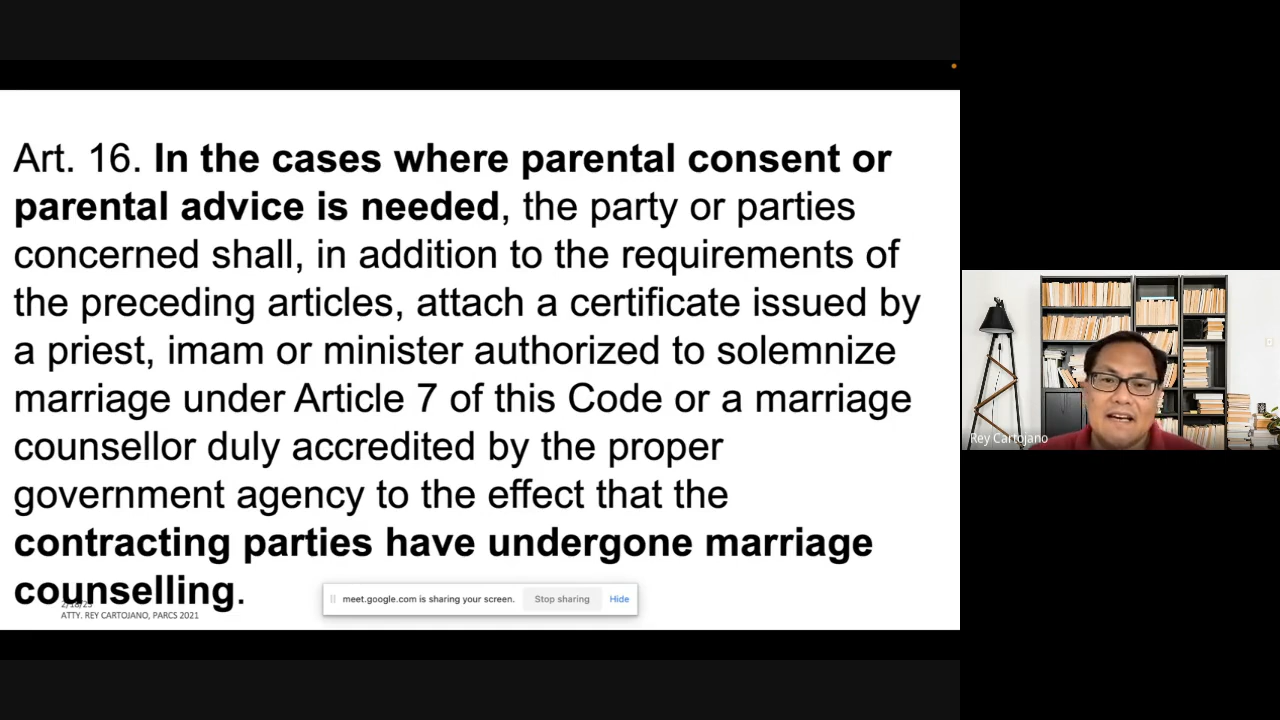 Art. 16. In the cases where parental consent or
parental advice is needed, the party or parties
concerned shall, in addition to the requirements of
the preceding articles, attach a certificate issued by
a priest, imam or minister authorized to solemnize
marriage under Article 7 of this Code or a marriage
counsellor duly accredited by the proper
government agency to the effect that the
contracting parties have undergone marriage
counselling.
ATTY. REY CARTOJANO, PARCS 2021
meet.google.com is sharing your screen. Stop sharing Hide
Rey Cartojano